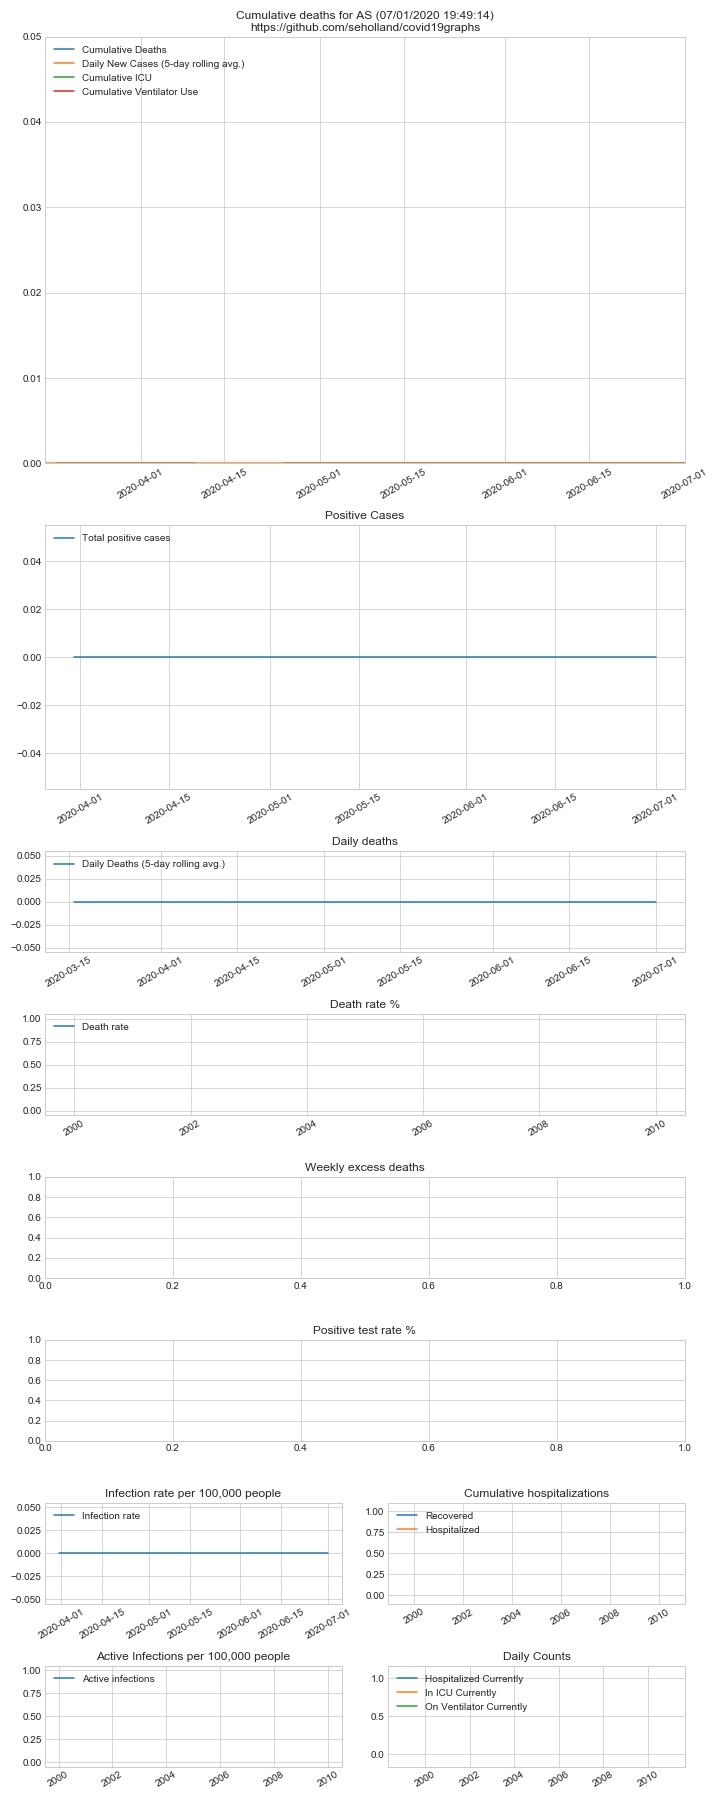 Cumulative deaths for AS (07/01/2020 19:49:14)
https://github.com/seholland/covid19graphs
0.05
Cumulative Deaths
Daily New Cases (5-day rolling avg.)
Cumulative ICU
Cumulative Ventilator Use
0.04
0.03
0.02
0.01
0.00
2020-04-01 2020-04-15 2020-05-01 2020-05-15 2020-06-01 2020-06-15 2020-07-01
Positive Cases
Total positive cases
0.04
0.02
0.00
−0.02
−0.04
2020-04-01 2020-04-15 2020-05-01 2020-05-15 2020-06-01 2020-06-15 2020-07-01
Daily deaths
0.050
Daily Deaths (5-day rolling avg.)
0.025
0.000
−0.025
−0.050
2020-03-15 2020-04-01 2020-04-15 2020-05-01 2020-05-15 2020-06-01 2020-06-15 2020-07-01
Death rate %
1.00
Death rate
0.75
0.50
0.25
0.00
2000 2002 2004 2006 2008 2010
Weekly excess deaths
1.0
0.8
0.6
0.4
0.2
0.0
0.0 0.2 0.4 0.6 0.8 1.0
Positive test rate %
1.0
0.8
0.6
0.4
0.2
0.0
0.0 0.2 0.4 0.6 0.8 1.0
Infection rate per 100,000 people
0.050
Infection rate
0.025
0.000
−0.025
−0.050
2020-04-01 2020-04-15 2020-05-01 2020-05-15 2020-06-01 2020-06-15 2020-07-01
Cumulative hospitalizations
1.00
Recovered
Hospitalized
0.75
0.50
0.25
0.00
2000 2002 2004 2006 2008 2010
Active Infections per 100,000 people
1.00
Active infections
0.75
0.50
0.25
0.00
2000 2002 2004 2006 2008 2010
Daily Counts
1.0
Hospitalized Currently
In ICU Currently
On Ventilator Currently
0.5
0.0
2000 2002 2004 2006 2008 2010